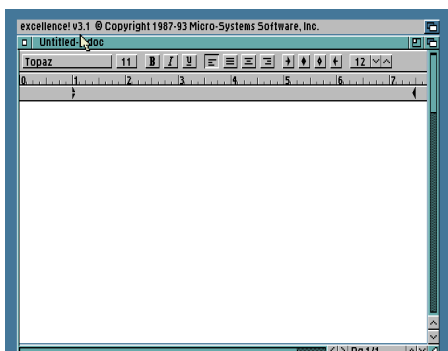 excellence! v3.1 © Copyright 1987-93 Micro-Systems Software, Inc.
Untitled- doc
Topaz 11 B I U 12
0 1 2 3 4 5 6 7
Pg 1/1